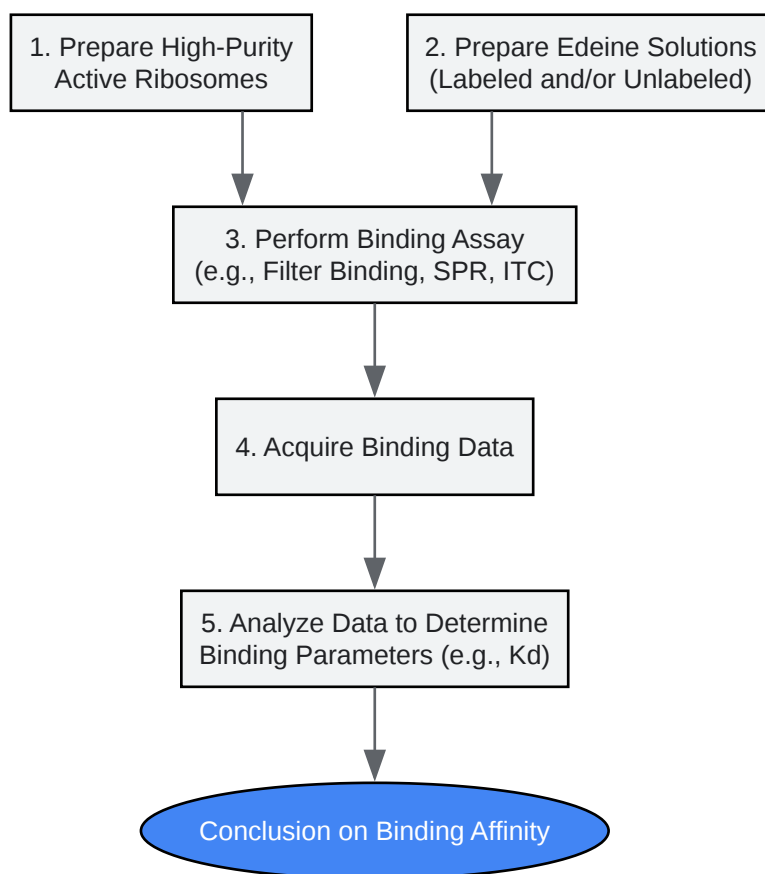 1. Prepare High-Purity
Active Ribosomes
2. Prepare Edeine Solutions
(Labeled and/or Unlabeled)
3. Perform Binding Assay
(e.g., Filter Binding, SPR, ITC)
4. Acquire Binding Data
5. Analyze Data to Determine
Binding Parameters (e.g., Kd)
Conclusion on Binding Affinity